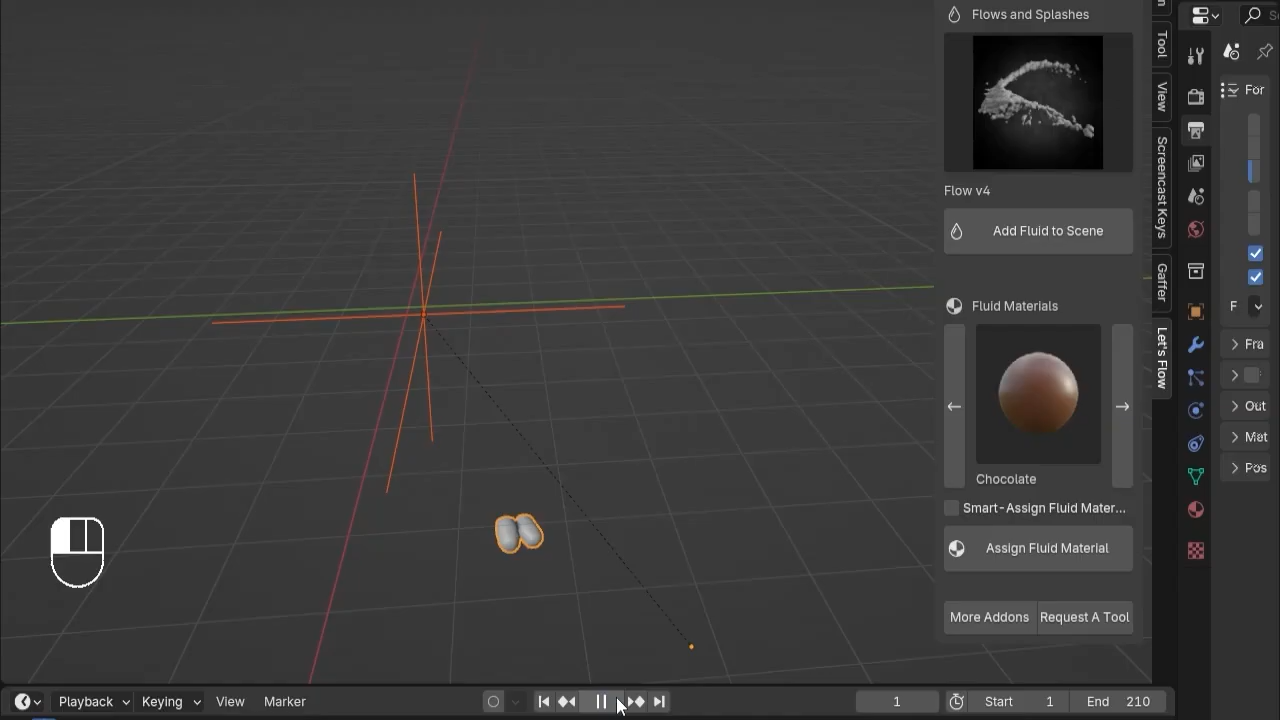 Flows and Splashes
Flow v4
Add Fluid to Scene
Fluid Materials
Chocolate
Smart-Assign Fluid Mater...
Assign Fluid Material
More Addons
Request A Tool
Tool
View
Screencast Keys
Gaffer
Let's Flow
For
F
Fra
Out
Mat
Pos
Playback
Keying
View
Marker
1
Start 1
End 210